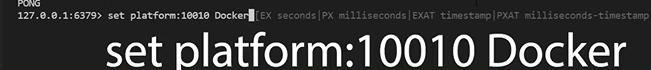 PONG
127.0.0.1:6379> set platform:10010 Docker [EX seconds|PX milliseconds|EXAT timestamp|PXAT milliseconds-timestamp
set platform:10010 Docker